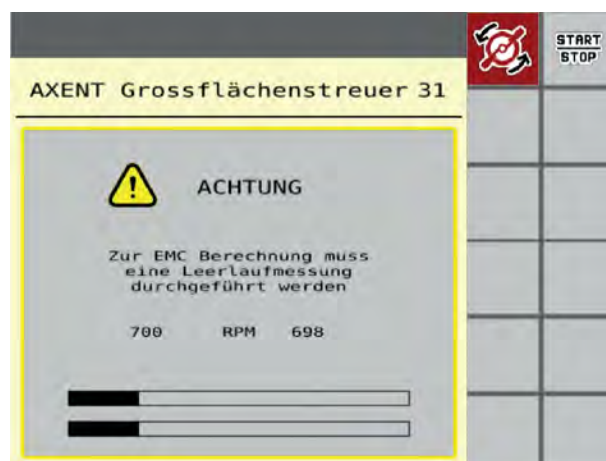 START
STOP
AXENT Grossflächenstreuer 31
ACHTUNG
Zur EMC Berechnung muss
eine Leerlaufmessung
durchgeführt werden
700 RPM 698